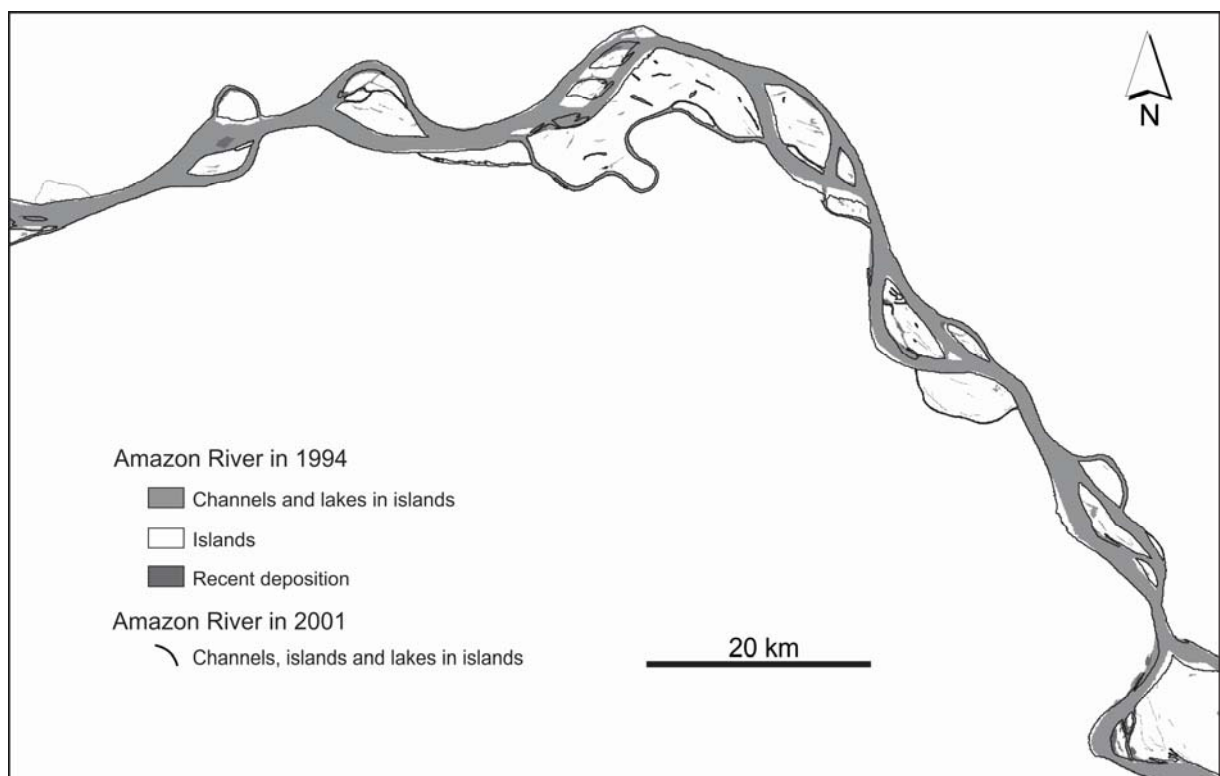 N
Amazon River in 1994
Channels and lakes in islands
Islands
Recent deposition
Amazon River in 2001
Channels, islands and lakes in islands
20 km